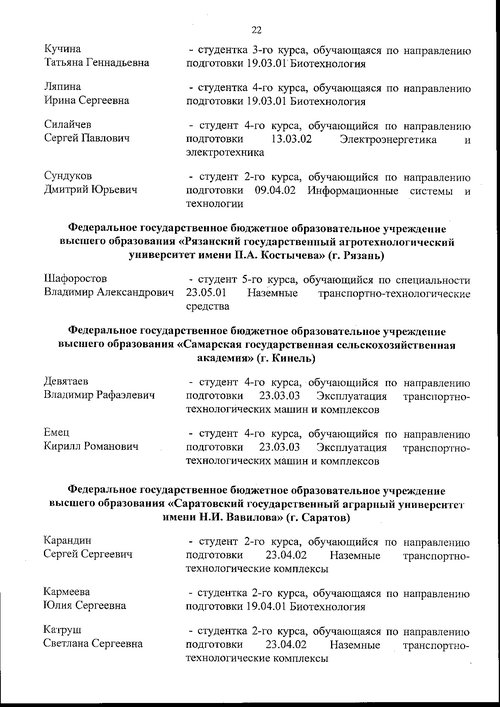 22
Кучина - студентка 3-го курса, обучающаяся по направлению
Татьяна Геннадьевна подготовки 19.03.01 Биотехнология
Ляпина - студентка 4-го курса, обучающаяся по направлению
Ирина Сергеевна подготовки 19.03.01 Биотехнология
Силайчев - студент 4-го курса, обучающийся по направлению
Сергей Павлович подготовки 13.03.02 Электроэнергетика и
электротехника
Сундуков - студент 2-го курса, обучающийся по направлению
Дмитрий Юрьевич подготовки 09.04.02 Информационные системы и
технологии
Федеральное государственное бюджетное образовательное учреждение
высшего образования «Рязанский государственный агротехнологический
университет имени П.А. Костычева» (г. Рязань)
Шафоростов - студент 5-го курса, обучающийся по специальности
Владимир Александрович 23.05.01 Наземные транспортно-технологические
средства
Федеральное государственное бюджетное образовательное учреждение
высшего образования «Самарская государственная сельскохозяйственная
академия» (г. Кинель)
Девятаев - студент 4-го курса, обучающийся по направлению
Владимир Рафаэлевич подготовки 23.03.03 Эксплуатация транспортно-
технологических машин и комплексов
Емец - студент 4-го курса, обучающийся по направлению
Кирилл Романович подготовки 23.03.03 Эксплуатация транспортно-
технологических машин и комплексов
Федеральное государственное бюджетное образовательное учреждение
высшего образования «Саратовский государственный аграрный университет
имени Н.И. Вавилова» (г. Саратов)
Карандин - студент 2-го курса, обучающийся по направлению
Сергей Сергеевич подготовки 23.04.02 Наземные транспортно-
технологические комплексы
Кармеева - студентка 2-го курса, обучающаяся по направлению
Юлия Сергеевна подготовки 19.04.01 Биотехнология
Катруш - студентка 2-го курса, обучающаяся по направлению
Светлана Сергеевна подготовки 23.04.02 Наземные транспортно-
технологические комплексы